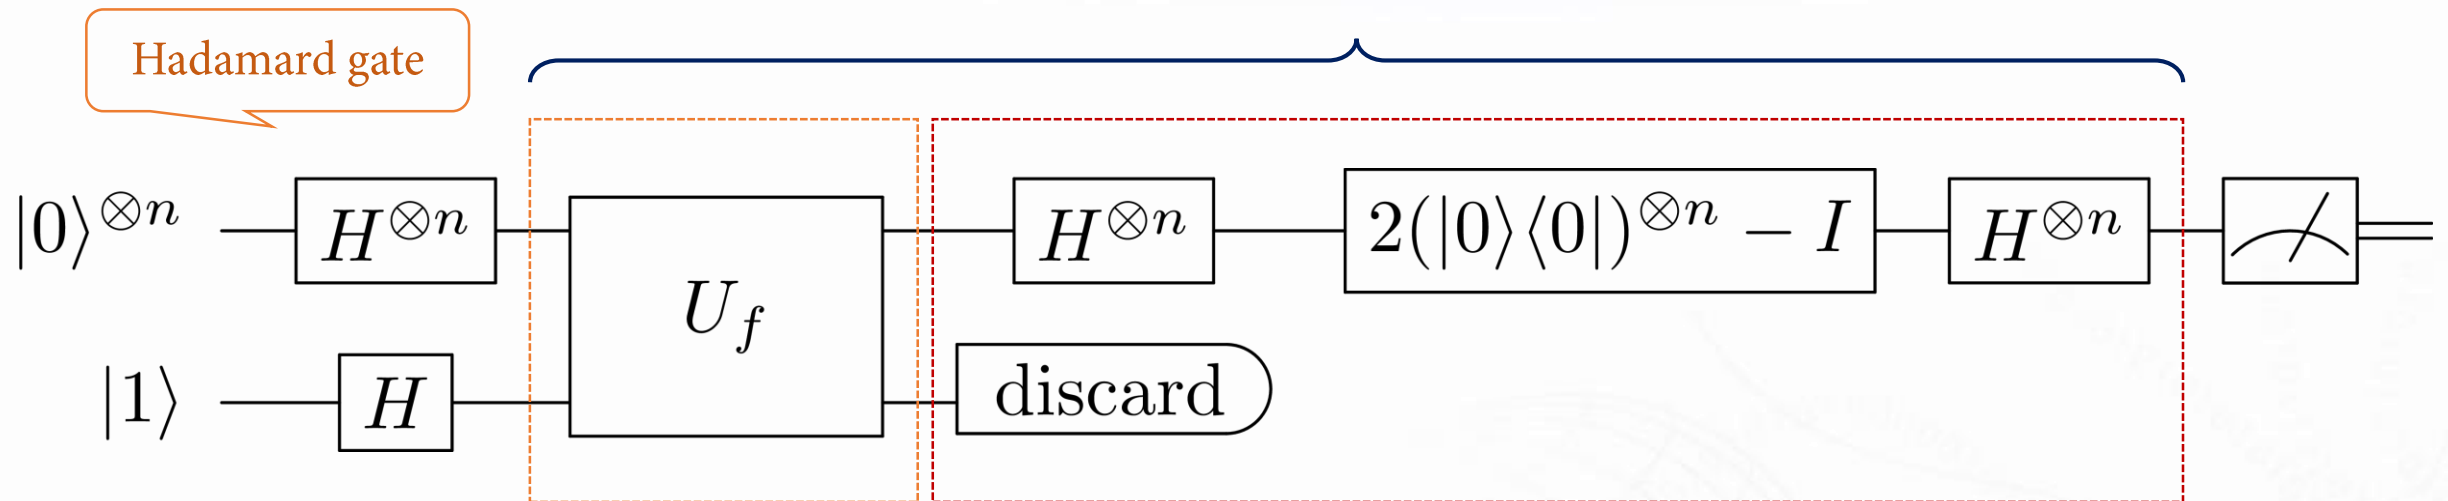 Hadamard gate
|0⟩⊗n H⊗n H⊗n 2(|0⟩⟨0|)⊗n − I H⊗n
U_f
|1⟩ H discard